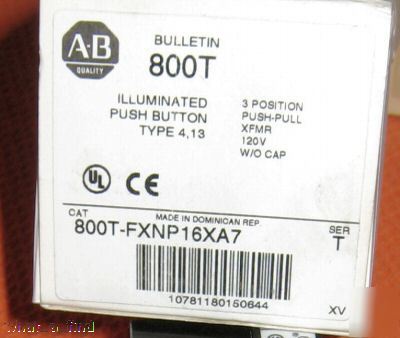 A-B
QUALITY
BULLETIN
800T
ILLUMINATED
PUSH BUTTON
TYPE 4,13
3 POSITION
PUSH-PULL
XFMR
120V
W/O CAP
UL
CE
CAT
MADE IN DOMINICAN REP.
SER
800T-FXNP16XA7
T
10781180150644
XV